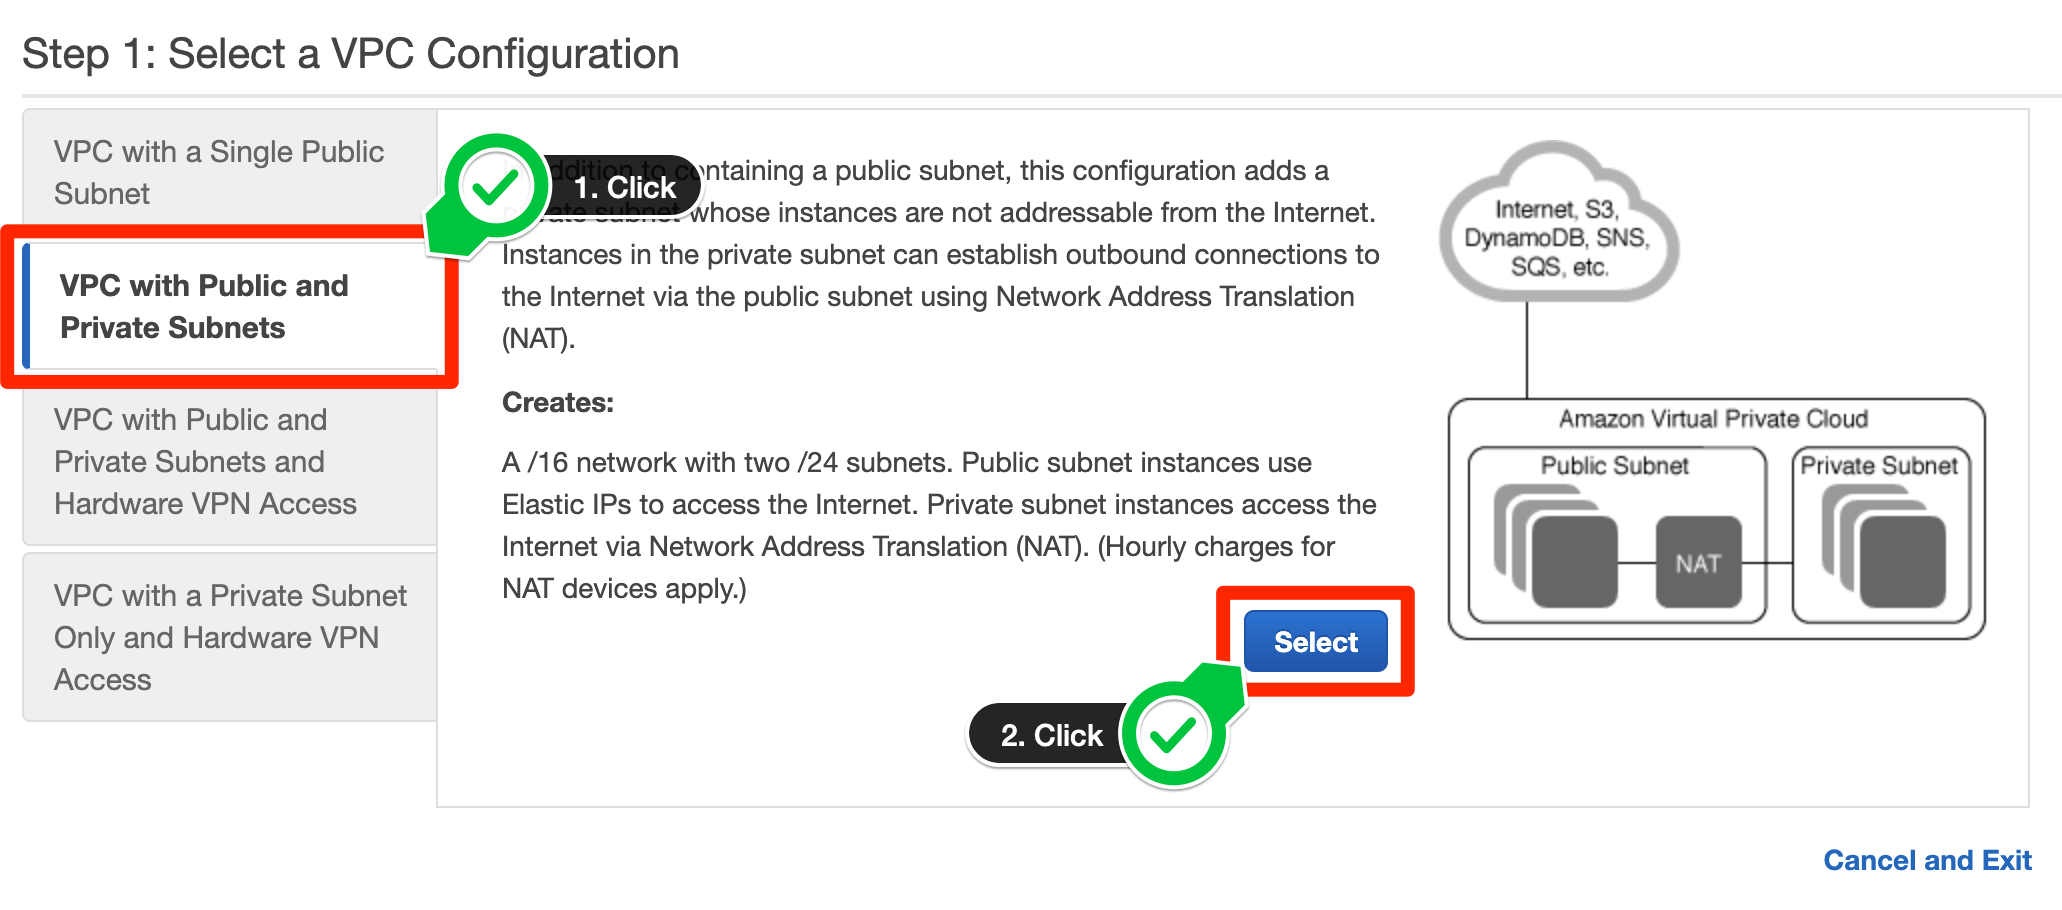 Step 1: Select a VPC Configuration
VPC with a Single Public
Subnet
VPC with Public and
Private Subnets
VPC with Public and
Private Subnets and
Hardware VPN Access
VPC with a Private Subnet
Only and Hardware VPN
Access
1. Click
addition to containing a public subnet, this configuration adds a
private subnet whose instances are not addressable from the Internet.
Instances in the private subnet can establish outbound connections to
the Internet via the public subnet using Network Address Translation
(NAT).
Creates:
A /16 network with two /24 subnets. Public subnet instances use
Elastic IPs to access the Internet. Private subnet instances access the
Internet via Network Address Translation (NAT). (Hourly charges for
NAT devices apply.)
Select
2. Click
Internet, S3,
DynamoDB, SNS,
SQS, etc.
Amazon Virtual Private Cloud
Public Subnet
NAT
Private Subnet
Cancel and Exit